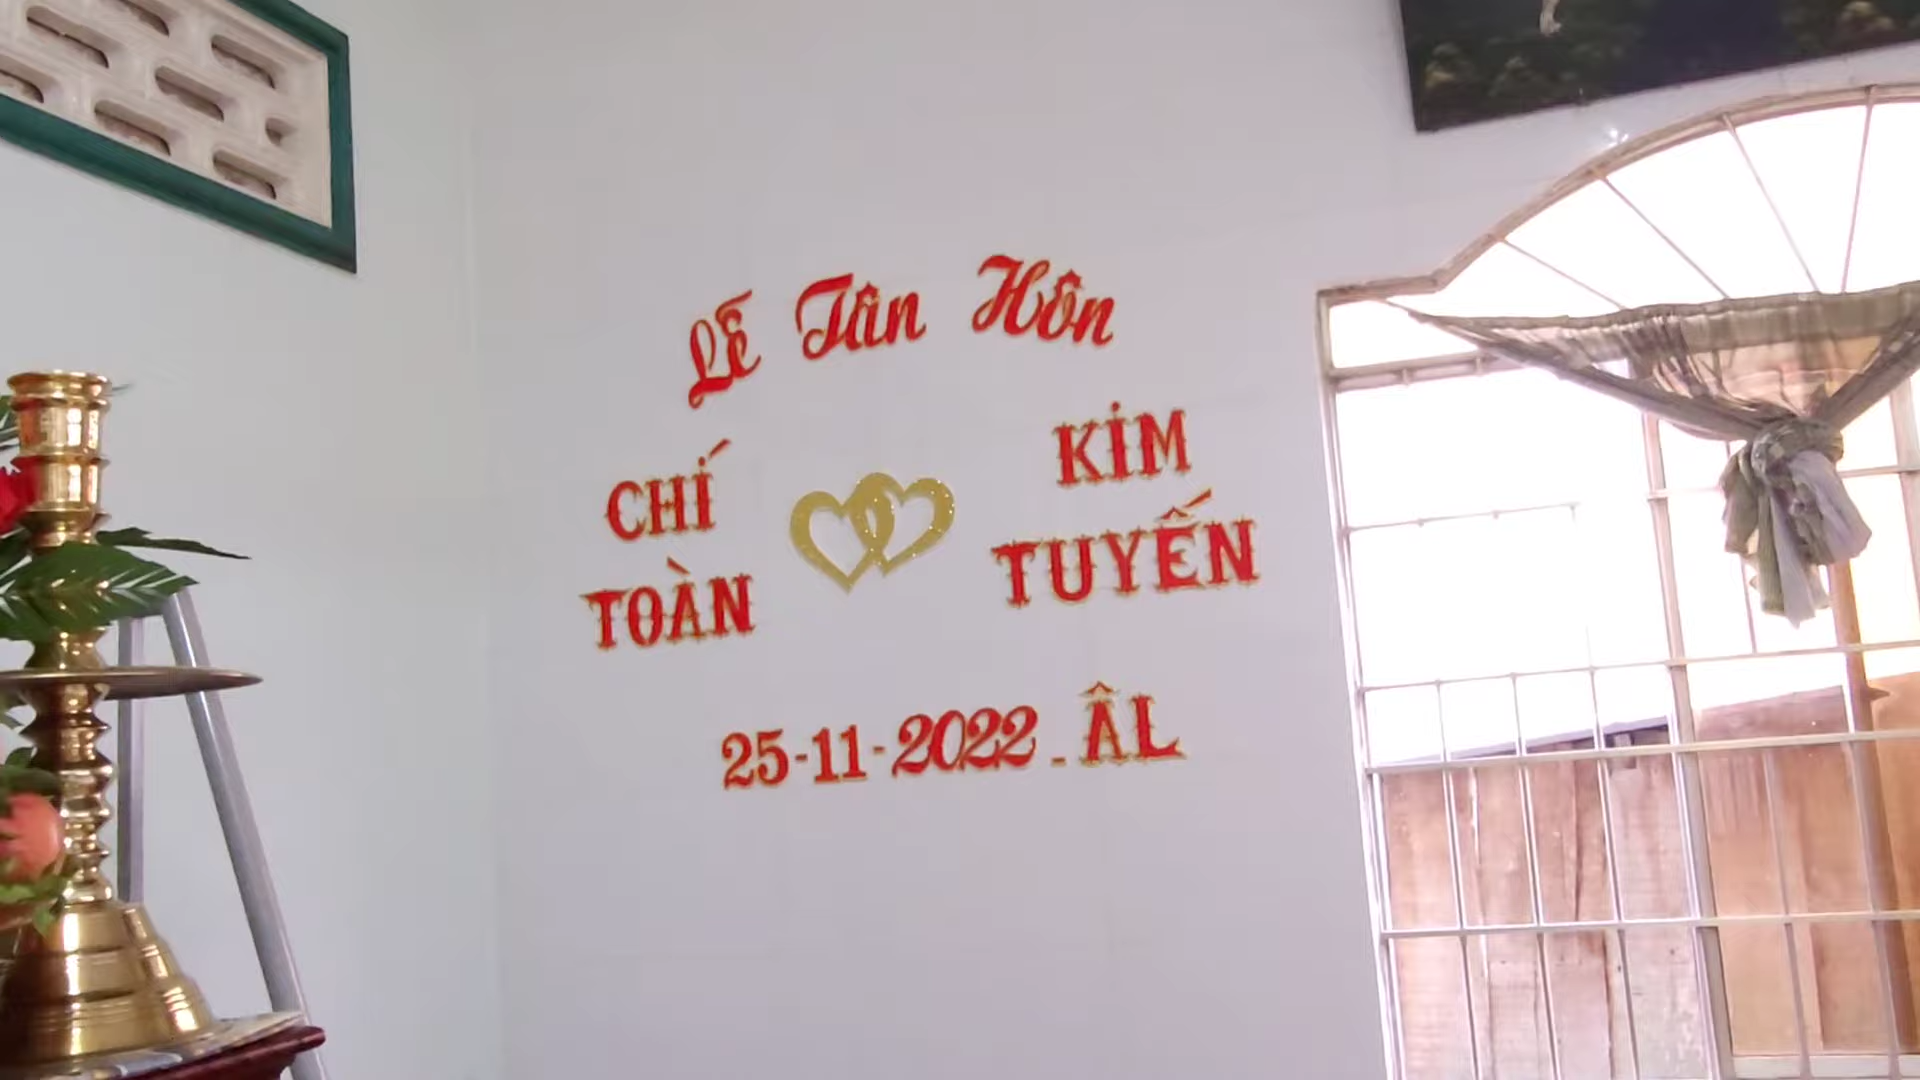 Lễ Tân Hôn
CHÍ
TOÀN
KIM
TUYẾN
25-11-2022.ÂL